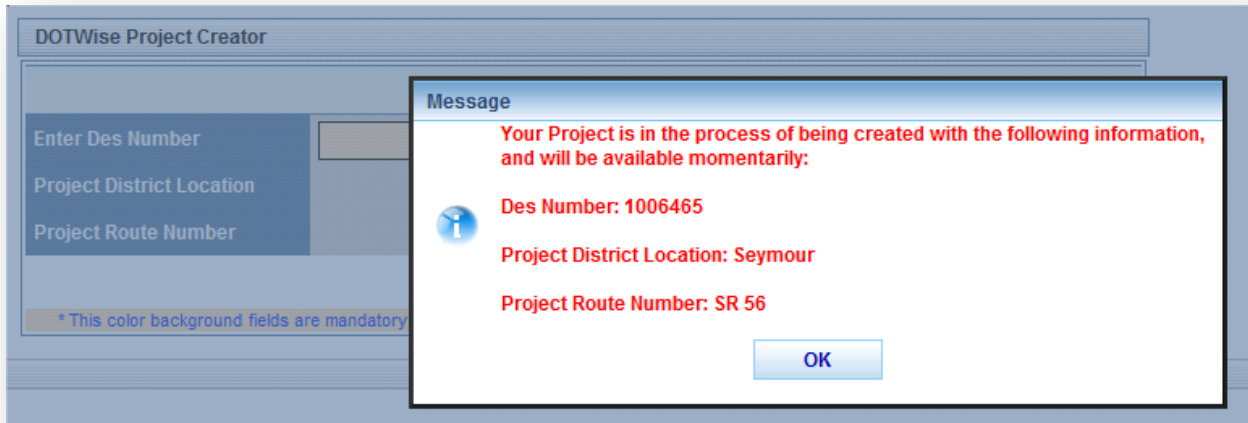 DOTWise Project Creator
Message
Your Project is in the process of being created with the following information,
and will be available momentarily:
Enter Des Number
Project District Location
Project Route Number
Des Number: 1006465
Project District Location: Seymour
Project Route Number: SR 56
* This color background fields are mandatory
OK